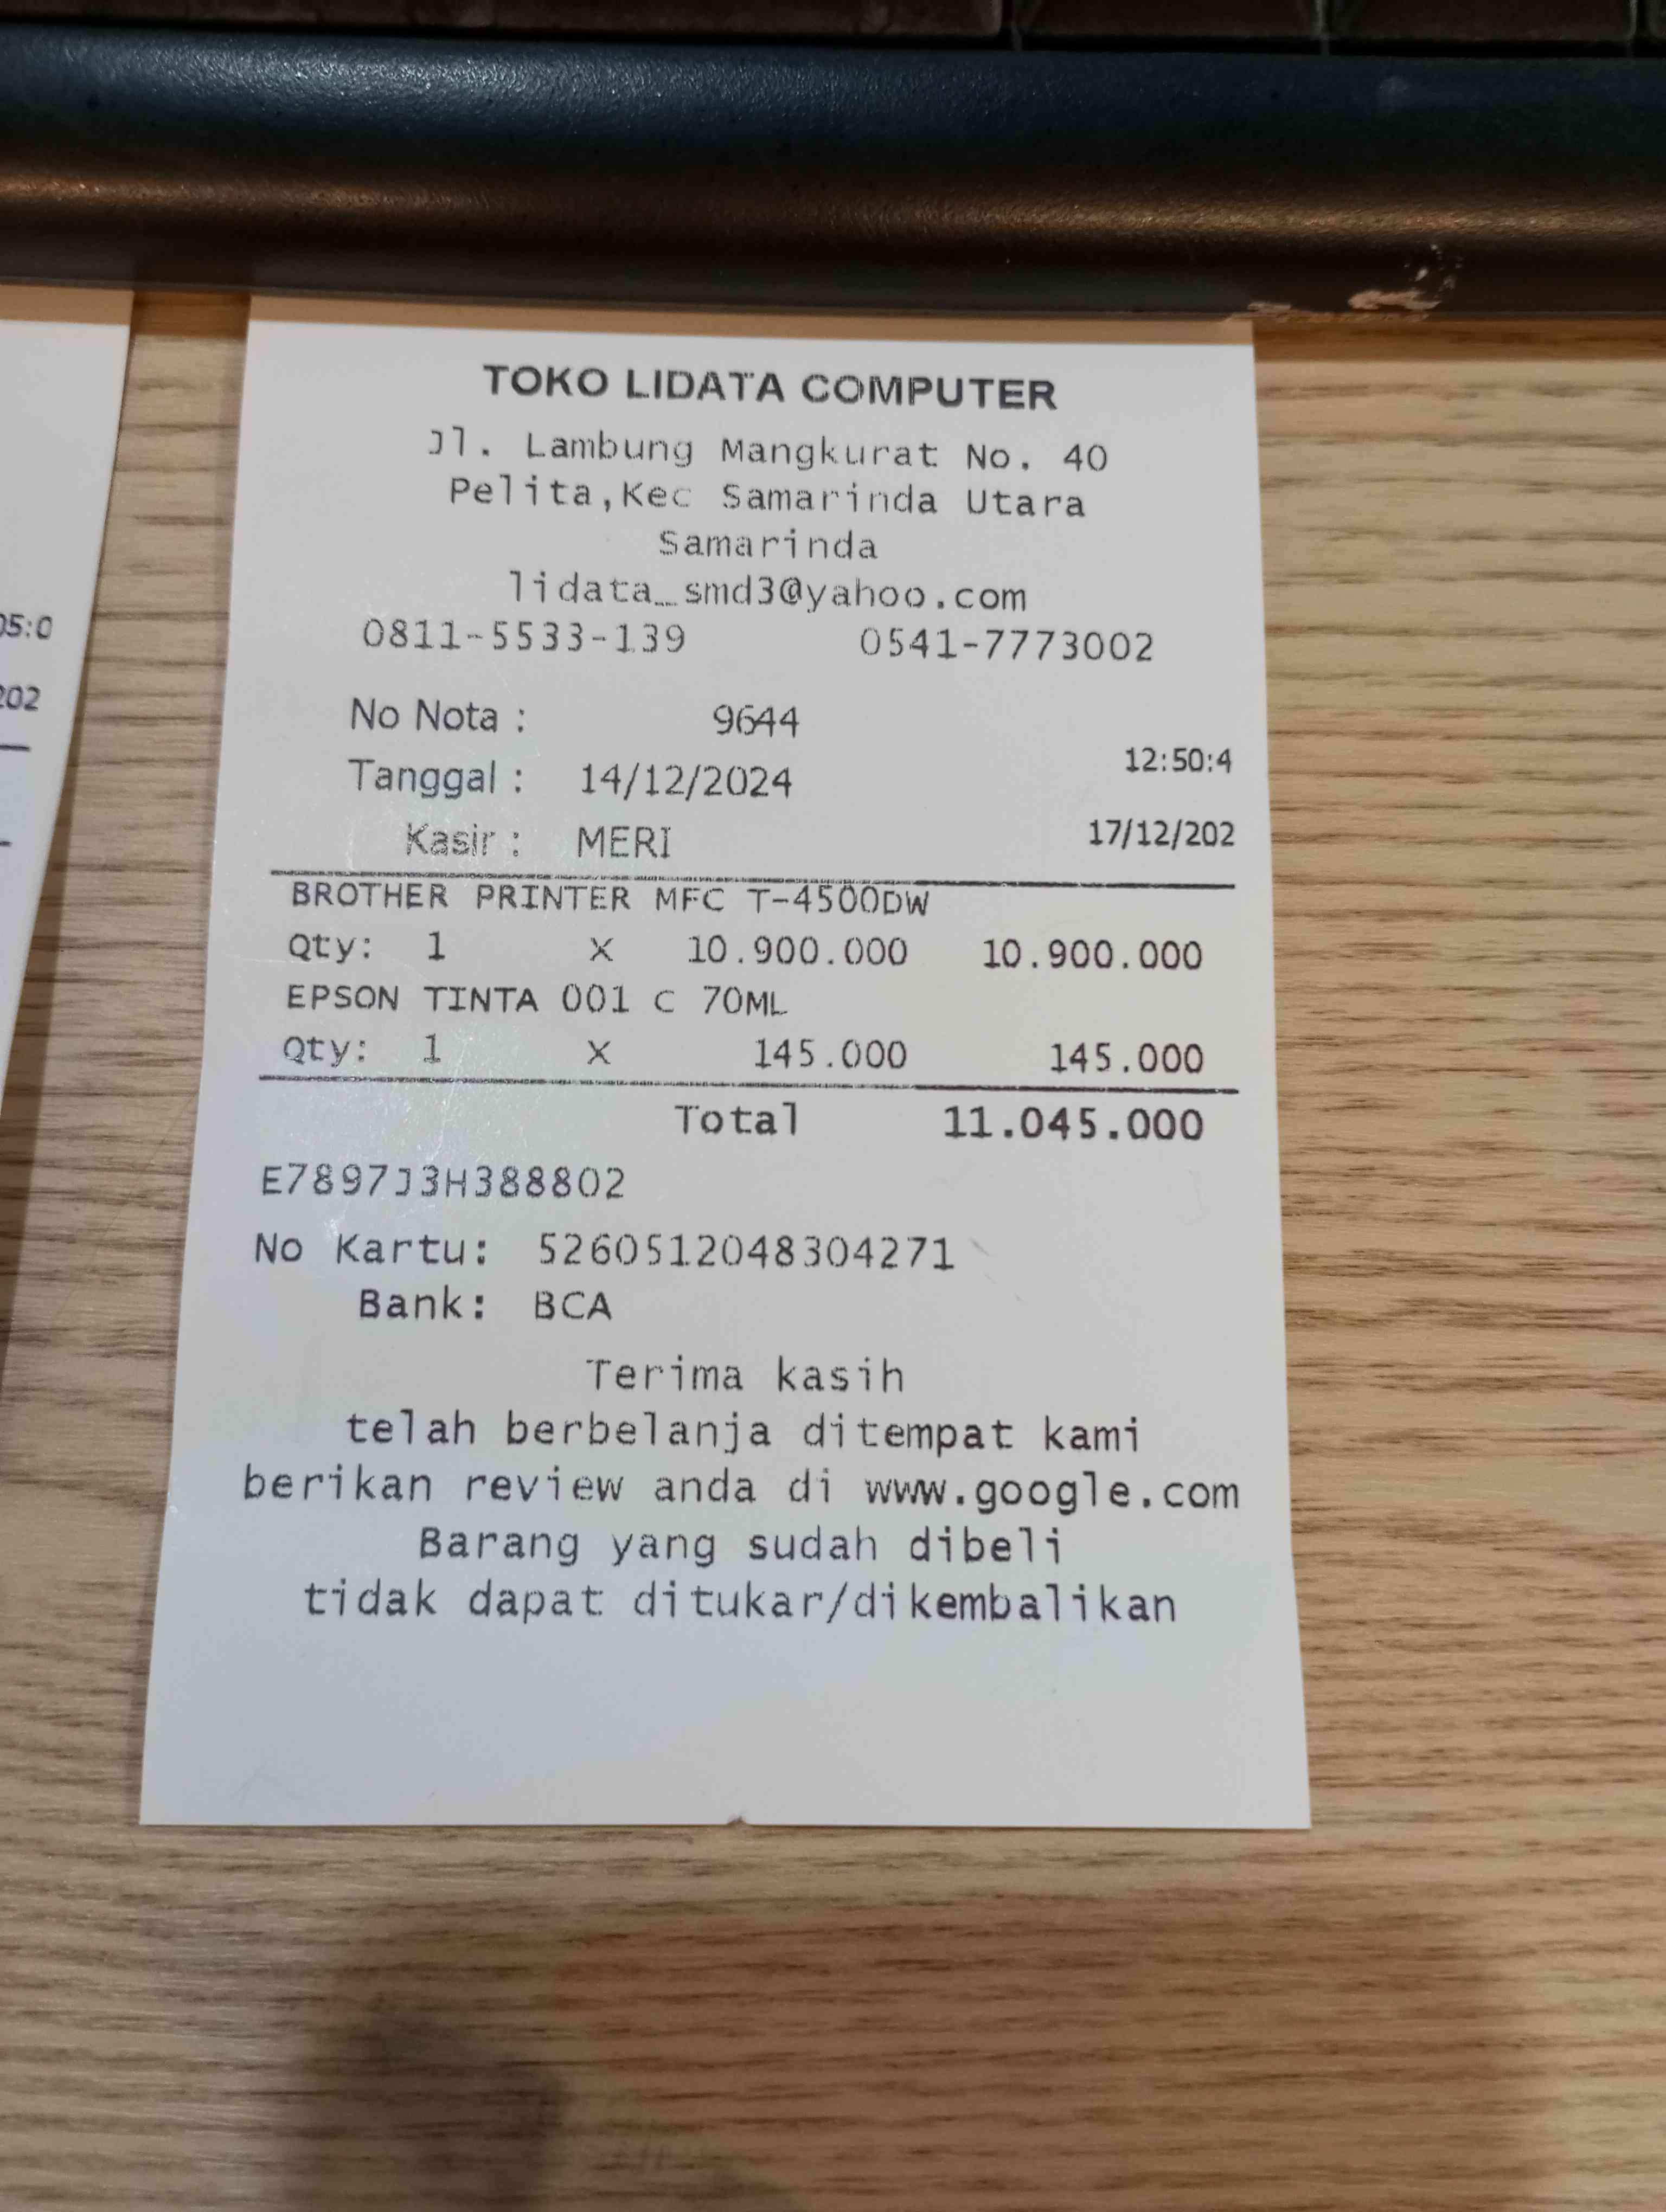 TOKO LIDATA COMPUTER
Jl. Lambung Mangkurat No. 40
Pelita,Kec Samarinda Utara
Samarinda
lidata_smd3@yahoo.com
0811-5533-139 0541-7773002
No Nota : 9644
12:50:4
Tanggal : 14/12/2024
17/12/202
Kasir : MERI
BROTHER PRINTER MFC T-4500DW
Qty: 1 X 10.900.000 10.900.000
EPSON TINTA 001 C 70ML
Qty: 1 X 145.000 145.000
Total 11.045.000
E7897J3H388802
No Kartu: 5260512048304271
Bank: BCA
Terima kasih
telah berbelanja ditempat kami
berikan review anda di www.google.com
Barang yang sudah dibeli
tidak dapat ditukar/dikembalikan
05:0
202